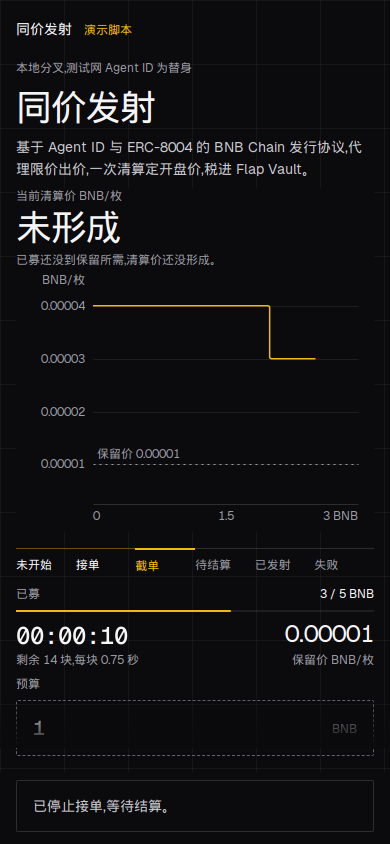 同价发射 演示脚本
本地分叉,测试网 Agent ID 为替身
同价发射
基于 Agent ID 与 ERC-8004 的 BNB Chain 发行协议,代
理限价出价,一次清算定开盘价,税进 Flap Vault。
当前清算价 BNB/枚
未形成
已募还没到保留所需,清算价还没形成。
BNB/枚
0.00004
0.00003
0.00002
保留价 0.00001
0.00001
0 1.5 3 BNB
未开始 接单 截单 待结算 已发射 失败
已募 3 / 5 BNB
00:00:10 0.00001
剩余 14 块,每块 0.75 秒 保留价 BNB/枚
预算
1 BNB
已停止接单,等待结算。